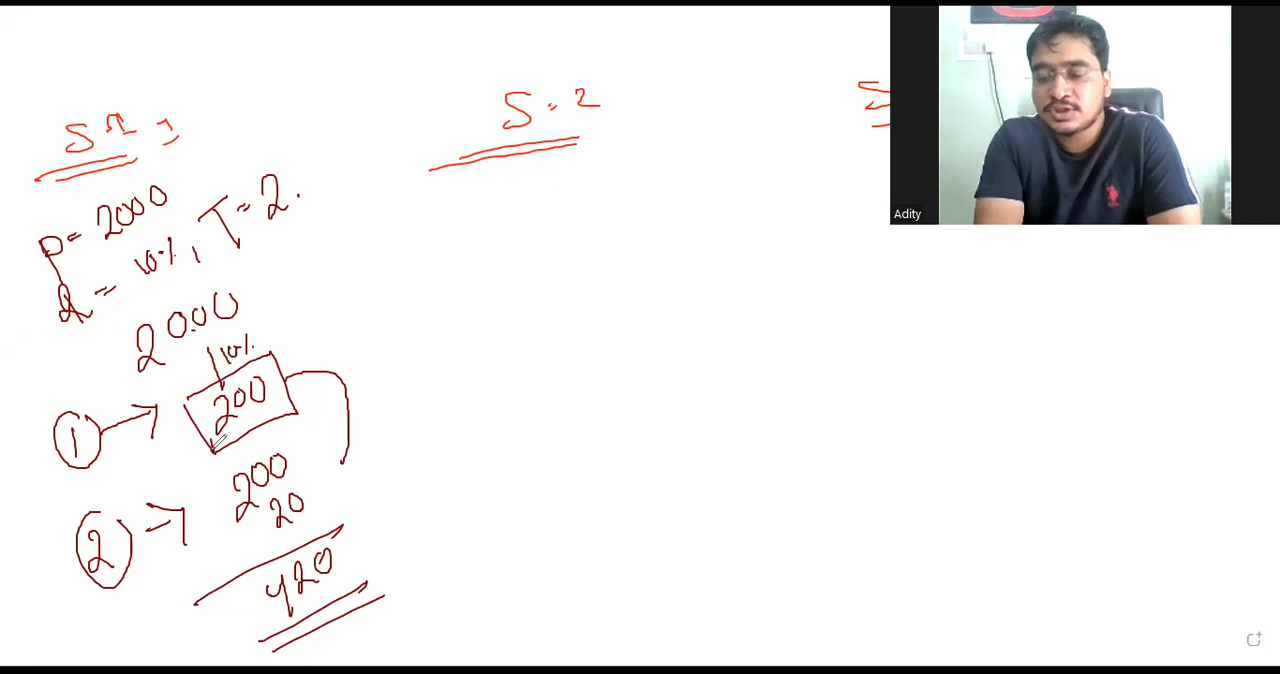 S = 2
P = 2000
R = 10%, T = 2.
2000
10%
1 → 200
200
2 → 20
420
Adity